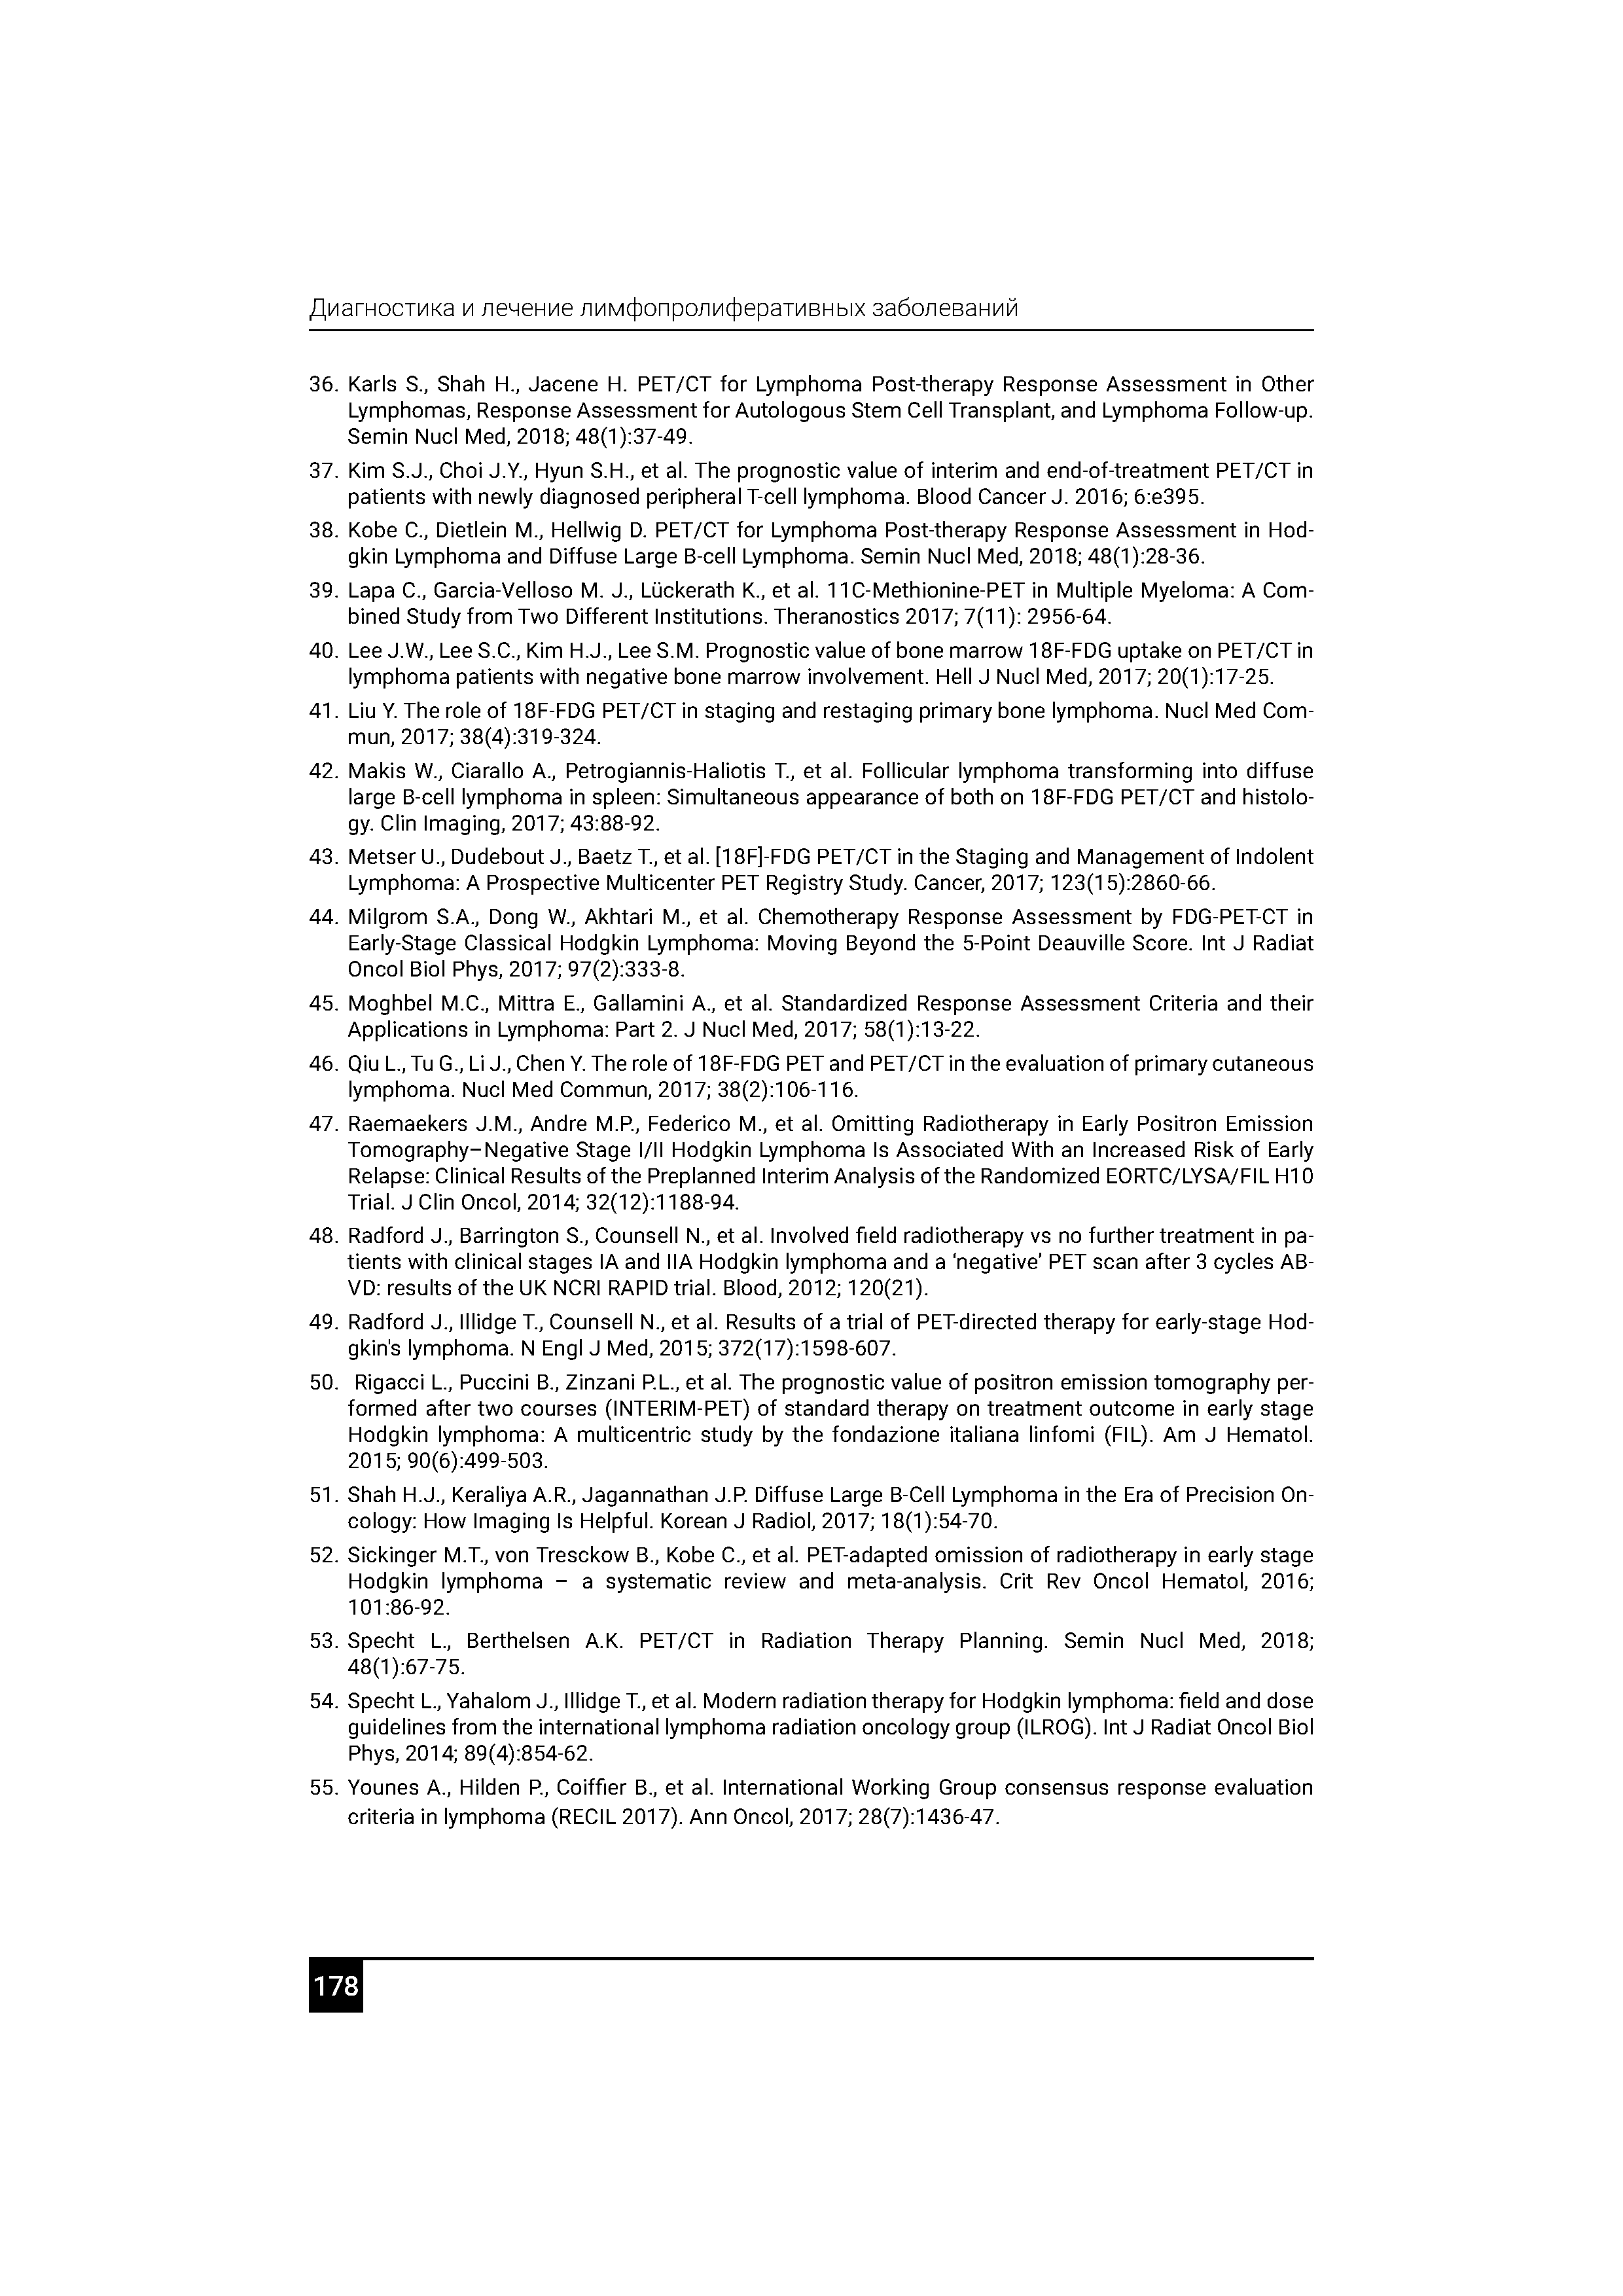 Диагностика и лечение лимфопролиферативных заболеваний
36. Karls S., Shah H., Jacene H. PET/CT for Lymphoma Post-therapy Response Assessment in Other
Lymphomas, Response Assessment for Autologous Stem Cell Transplant, and Lymphoma Follow-up.
Semin Nucl Med, 2018; 48(1):37-49.
37. Kim S.J., Choi J.Y., Hyun S.H., et al. The prognostic value of interim and end-of-treatment PET/CT in
patients with newly diagnosed peripheral T-cell lymphoma. Blood Cancer J. 2016; 6:e395.
38. Kobe C., Dietlein M., Hellwig D. PET/CT for Lymphoma Post-therapy Response Assessment in Hod-
gkin Lymphoma and Diffuse Large B-cell Lymphoma. Semin Nucl Med, 2018; 48(1):28-36.
39. Lapa C., Garcia-Velloso M. J., Lückerath K., et al. 11C-Methionine-PET in Multiple Myeloma: A Com-
bined Study from Two Different Institutions. Theranostics 2017; 7(11): 2956-64.
40. Lee J.W., Lee S.C., Kim H.J., Lee S.M. Prognostic value of bone marrow 18F-FDG uptake on PET/CT in
lymphoma patients with negative bone marrow involvement. Hell J Nucl Med, 2017; 20(1):17-25.
41. Liu Y. The role of 18F-FDG PET/CT in staging and restaging primary bone lymphoma. Nucl Med Com-
mun, 2017; 38(4):319-324.
42. Makis W., Ciarallo A., Petrogiannis-Haliotis T., et al. Follicular lymphoma transforming into diffuse
large B-cell lymphoma in spleen: Simultaneous appearance of both on 18F-FDG PET/CT and histolo-
gy. Clin Imaging, 2017; 43:88-92.
43. Metser U., Dudebout J., Baetz T., et al. [18F]-FDG PET/CT in the Staging and Management of Indolent
Lymphoma: A Prospective Multicenter PET Registry Study. Cancer, 2017; 123(15):2860-66.
44. Milgrom S.A., Dong W., Akhtari M., et al. Chemotherapy Response Assessment by FDG-PET-CT in
Early-Stage Classical Hodgkin Lymphoma: Moving Beyond the 5-Point Deauville Score. Int J Radiat
Oncol Biol Phys, 2017; 97(2):333-8.
45. Moghbel M.C., Mittra E., Gallamini A., et al. Standardized Response Assessment Criteria and their
Applications in Lymphoma: Part 2. J Nucl Med, 2017; 58(1):13-22.
46. Qiu L., Tu G., Li J., Chen Y. The role of 18F-FDG PET and PET/CT in the evaluation of primary cutaneous
lymphoma. Nucl Med Commun, 2017; 38(2):106-116.
47. Raemaekers J.M., Andre M.P., Federico M., et al. Omitting Radiotherapy in Early Positron Emission
Tomography–Negative Stage I/II Hodgkin Lymphoma Is Associated With an Increased Risk of Early
Relapse: Clinical Results of the Preplanned Interim Analysis of the Randomized EORTC/LYSA/FIL H10
Trial. J Clin Oncol, 2014; 32(12):1188-94.
48. Radford J., Barrington S., Counsell N., et al. Involved field radiotherapy vs no further treatment in pa-
tients with clinical stages IA and IIA Hodgkin lymphoma and a ‘negative’ PET scan after 3 cycles AB-
VD: results of the UK NCRI RAPID trial. Blood, 2012; 120(21).
49. Radford J., Illidge T., Counsell N., et al. Results of a trial of PET-directed therapy for early-stage Hod-
gkin's lymphoma. N Engl J Med, 2015; 372(17):1598-607.
50. Rigacci L., Puccini B., Zinzani P.L., et al. The prognostic value of positron emission tomography per-
formed after two courses (INTERIM-PET) of standard therapy on treatment outcome in early stage
Hodgkin lymphoma: A multicentric study by the fondazione italiana linfomi (FIL). Am J Hematol.
2015; 90(6):499-503.
51. Shah H.J., Keraliya A.R., Jagannathan J.P. Diffuse Large B-Cell Lymphoma in the Era of Precision On-
cology: How Imaging Is Helpful. Korean J Radiol, 2017; 18(1):54-70.
52. Sickinger M.T., von Tresckow B., Kobe C., et al. PET-adapted omission of radiotherapy in early stage
Hodgkin lymphoma – a systematic review and meta-analysis. Crit Rev Oncol Hematol, 2016;
101:86-92.
53. Specht L., Berthelsen A.K. PET/CT in Radiation Therapy Planning. Semin Nucl Med, 2018;
48(1):67-75.
54. Specht L., Yahalom J., Illidge T., et al. Modern radiation therapy for Hodgkin lymphoma: field and dose
guidelines from the international lymphoma radiation oncology group (ILROG). Int J Radiat Oncol Biol
Phys, 2014; 89(4):854-62.
55. Younes A., Hilden P., Coiffier B., et al. International Working Group consensus response evaluation
criteria in lymphoma (RECIL 2017). Ann Oncol, 2017; 28(7):1436-47.
178